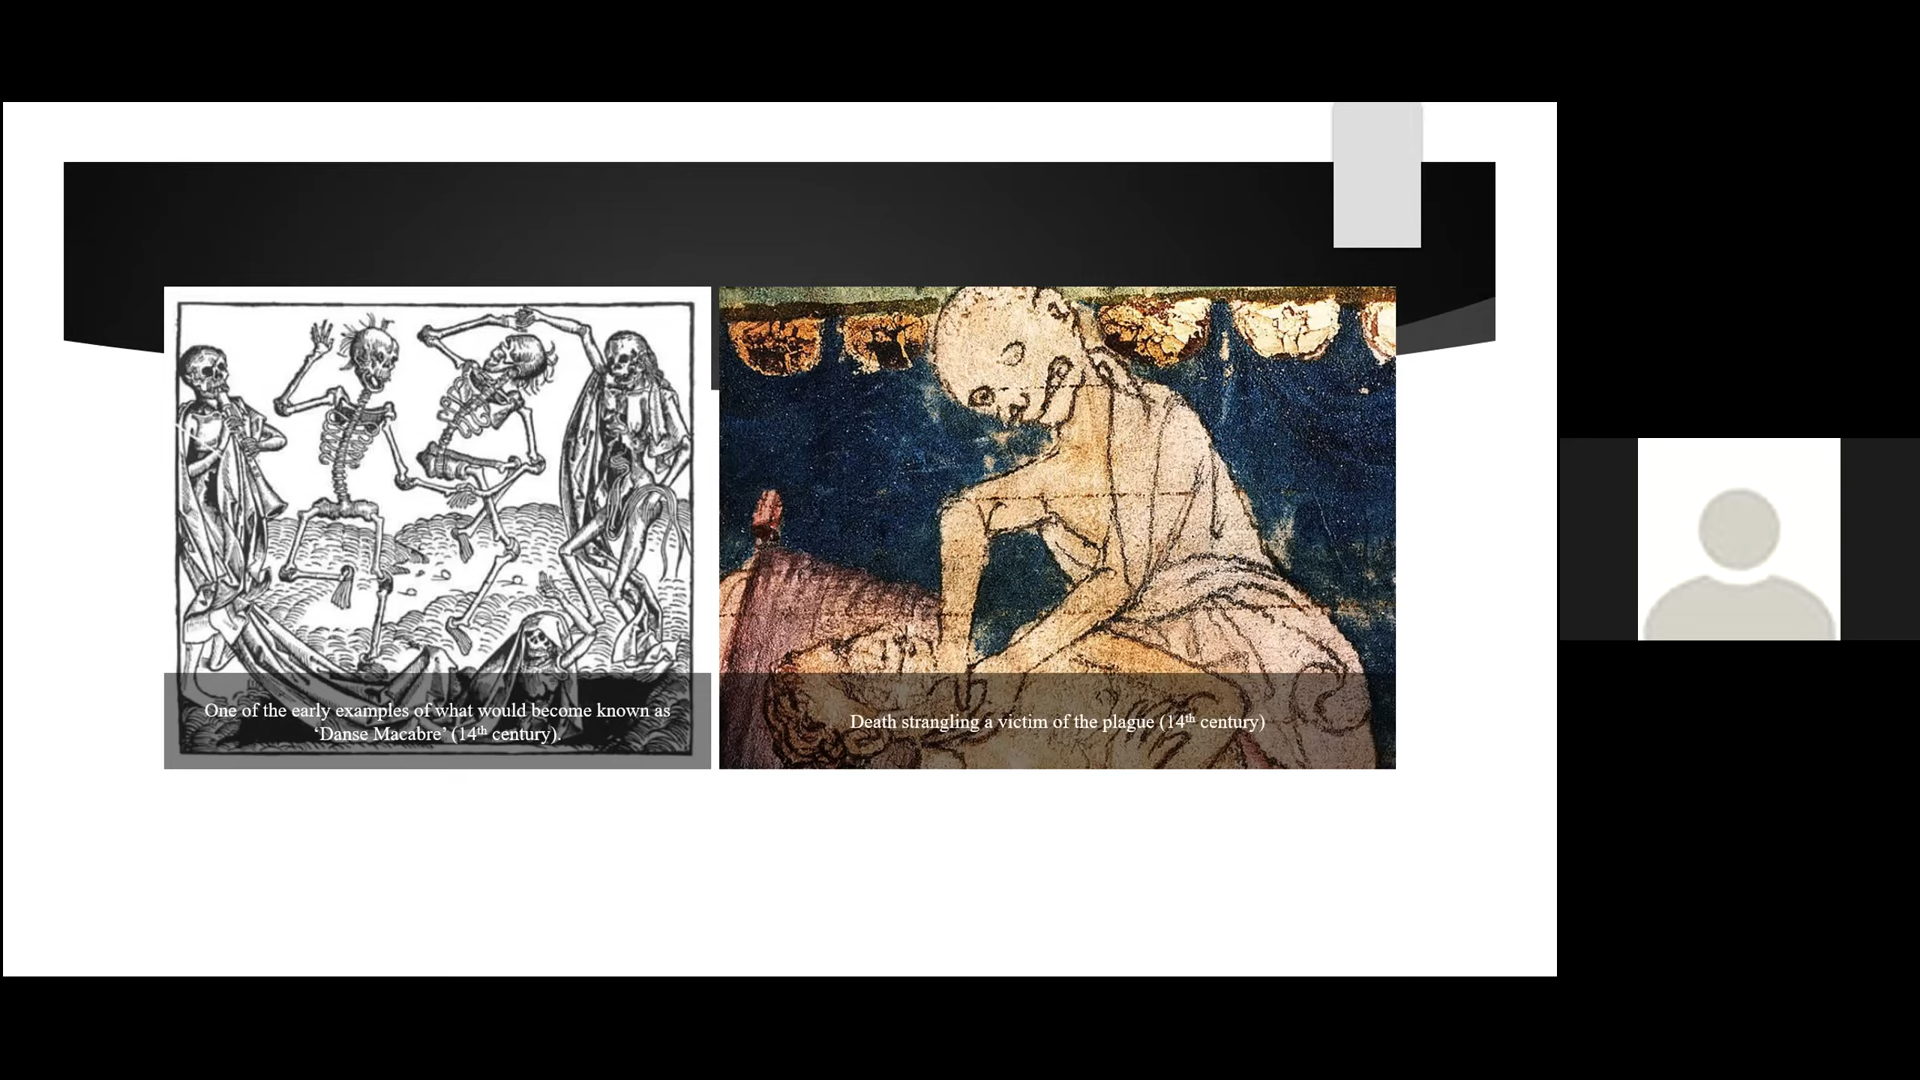 One of the early examples of what would become known as
‘Danse Macabre’ (14th century).
Death strangling a victim of the plague (14th century)